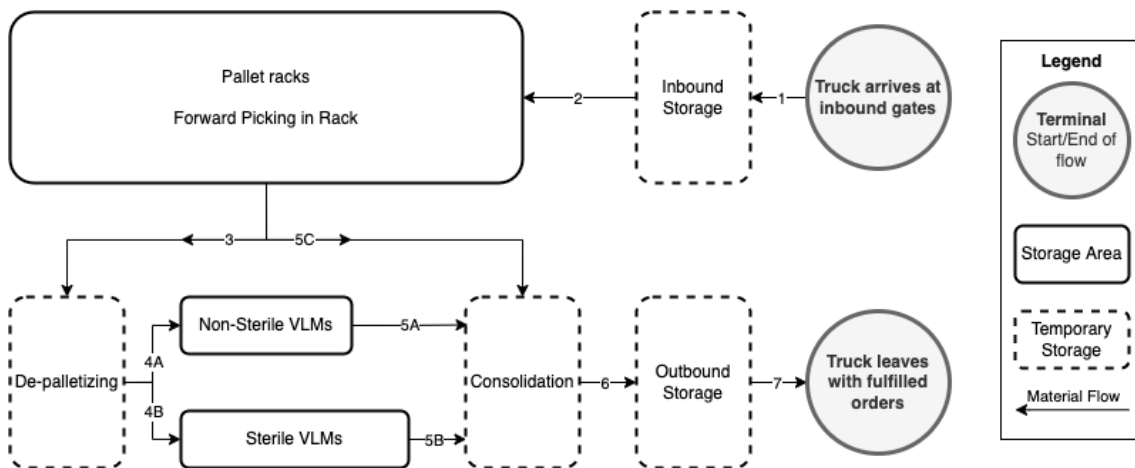 Pallet racks
Forward Picking in Rack
2
Inbound
Storage
1
Truck arrives at
inbound gates
3
5C
De-palletizing
4A
4B
Non-Sterile VLMs
5A
Sterile VLMs
5B
Consolidation
6
Outbound
Storage
7
Truck leaves
with fulfilled
orders
Legend
Terminal
Start/End of
flow
Storage Area
Temporary
Storage
Material Flow